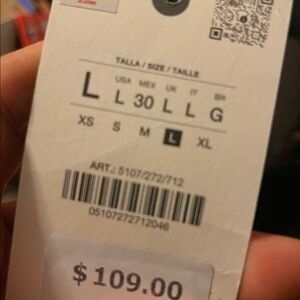 TALLA / SIZE / TAILLE
USA MEX UK IT BR
L L 30 L L G
XS S M L XL
ART.: 5107/272/712
05107272712046
$109.00